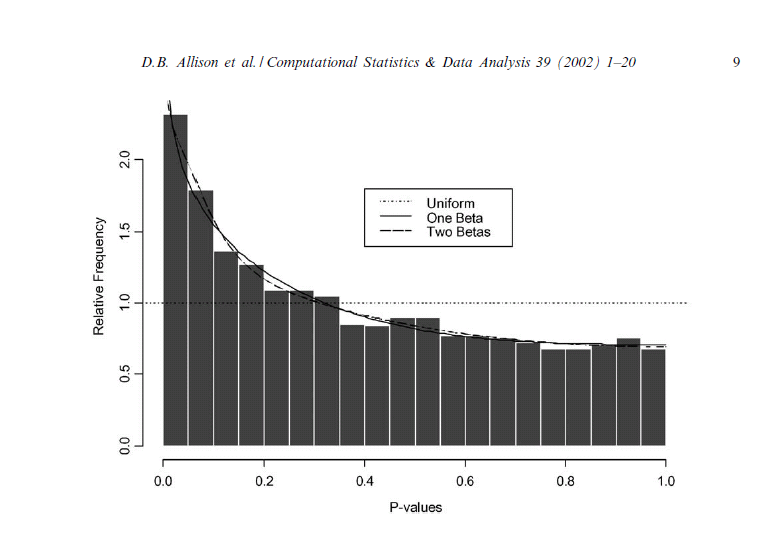 D.B. Allison et al. / Computational Statistics & Data Analysis 39 (2002) 1–20 9
2.0
1.5
1.0
0.5
0.0
Relative Frequency
Uniform
One Beta
Two Betas
0.0 0.2 0.4 0.6 0.8 1.0
P-values